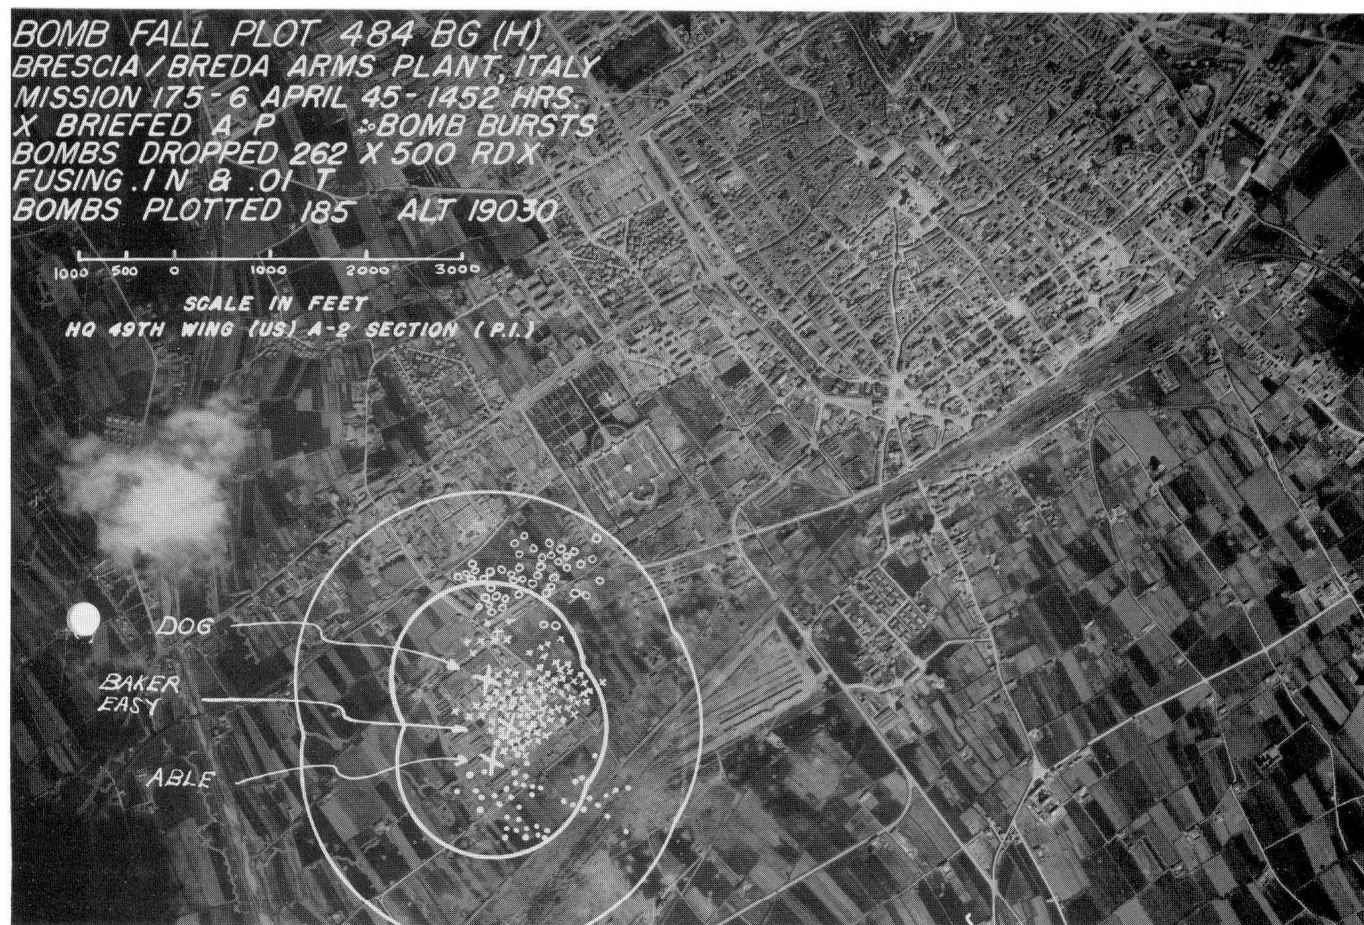 BOMB FALL PLOT 484 BG (H)
BRESCIA/BREDA ARMS PLANT, ITALY
MISSION 175-6 APRIL 45-1452 HRS.
X BRIEFED A P BOMB BURSTS
BOMBS DROPPED 262 X 500 RDX
FUSING .1 N & .01 T
BOMBS PLOTTED 185 ALT 19030
1000 500 0 1000 2000 3000
SCALE IN FEET
HQ 49TH WING (US) A-2 SECTION (P.I.)
DOG
BAKER
EASY
ABLE